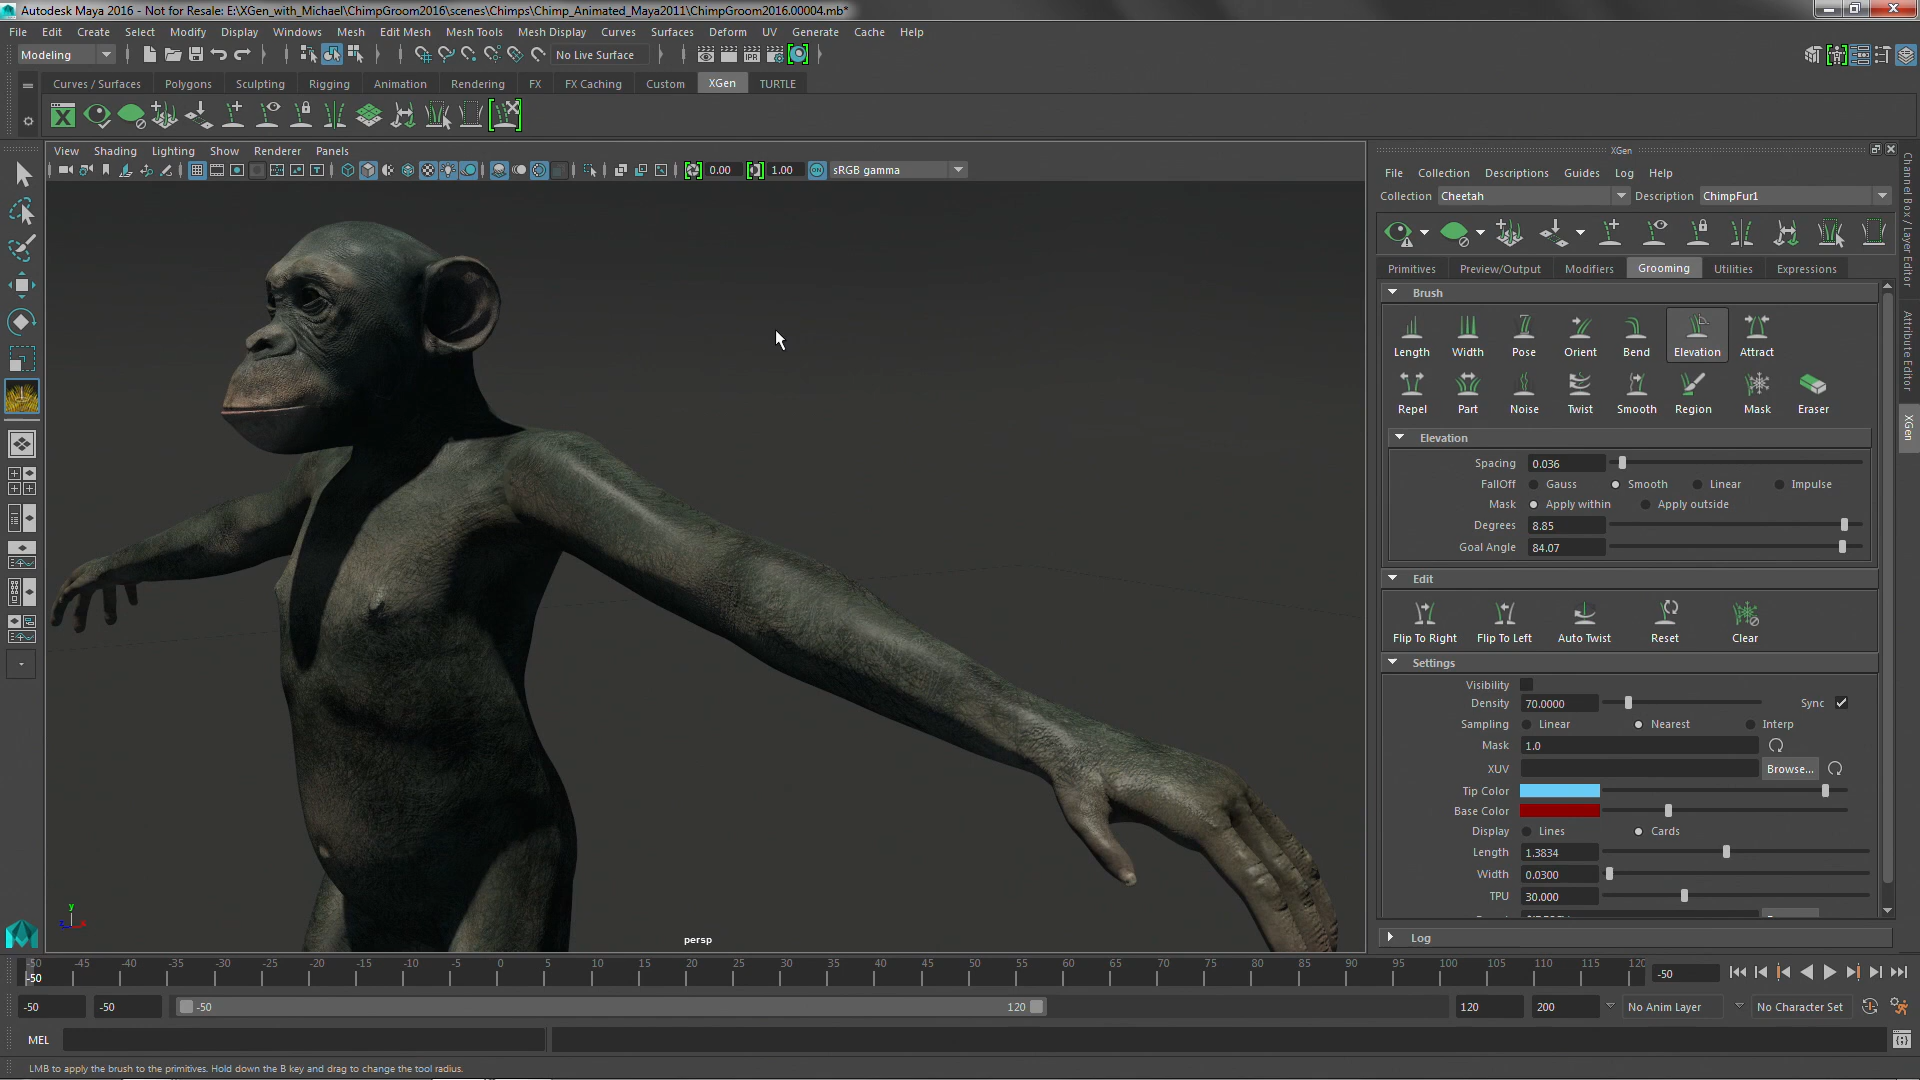 Autodesk Maya 2016 - Not for Resale: E:\XGen_with_Michael\ChimpGroom2016\scenes\Chimps\Chimp_Animated_Maya2011\ChimpGroom2016.00004.mb*
File Edit Create Select Modify Display Windows Mesh Edit Mesh Mesh Tools Mesh Display Curves Surfaces Deform UV Generate Cache Help
Modeling No Live Surface IPR
Curves / Surfaces Polygons Sculpting Rigging Animation Rendering FX FX Caching Custom XGen TURTLE
View Shading Lighting Show Renderer Panels
0.00 1.00 ON sRGB gamma
XGen
File Collection Descriptions Guides Log Help
Collection Cheetah Description ChimpFur1
Primitives Preview/Output Modifiers Grooming Utilities Expressions
Brush
Length Width Pose Orient Bend Elevation Attract
Repel Part Noise Twist Smooth Region Mask Eraser
Elevation
Spacing 0.036
FallOff Gauss Smooth Linear Impulse
Mask Apply within Apply outside
Degrees 8.85
Goal Angle 84.07
Edit
Flip To Right Flip To Left Auto Twist Reset Clear
Settings
Visibility
Density 70.0000 Sync
Sampling Linear Nearest Interp
Mask 1.0
XUV Browse...
Tip Color
Base Color
Display Lines Cards
Length 1.3834
Width 0.0300
TPU 30.000
Log
Channel Box / Layer Editor
Attribute Editor
XGen
y
persp
-50 -45 -40 -35 -30 -25 -20 -15 -10 -5 0 5 10 15 20 25 30 35 40 45 50 55 60 65 70 75 80 85 90 95 100 105 110 115 120
-50 -50
-50 -50 -50 120 120 200 No Anim Layer No Character Set
MEL
LMB to apply the brush to the primitives. Hold down the B key and drag to change the tool radius.